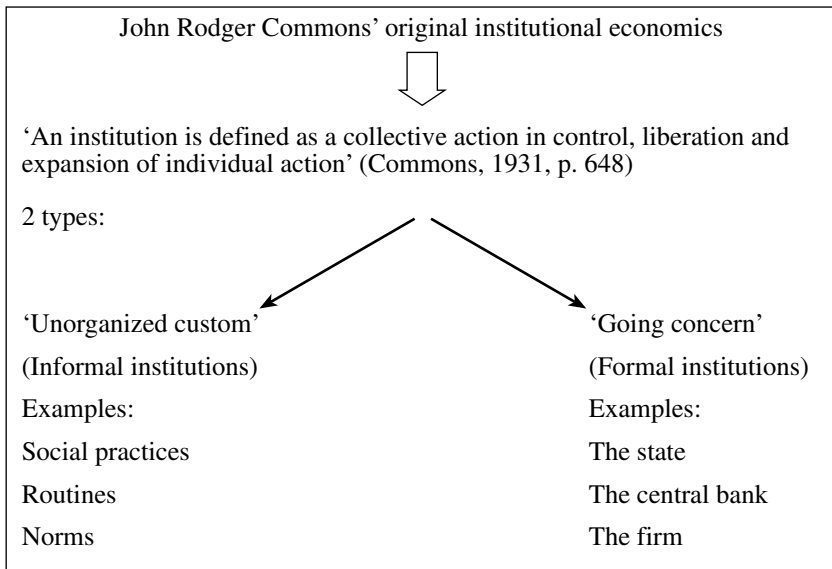 John Rodger Commons’ original institutional economics
‘An institution is defined as a collective action in control, liberation and
expansion of individual action’ (Commons, 1931, p. 648)
2 types:
‘Unorganized custom’
(Informal institutions)
Examples:
Social practices
Routines
Norms
‘Going concern’
(Formal institutions)
Examples:
The state
The central bank
The firm